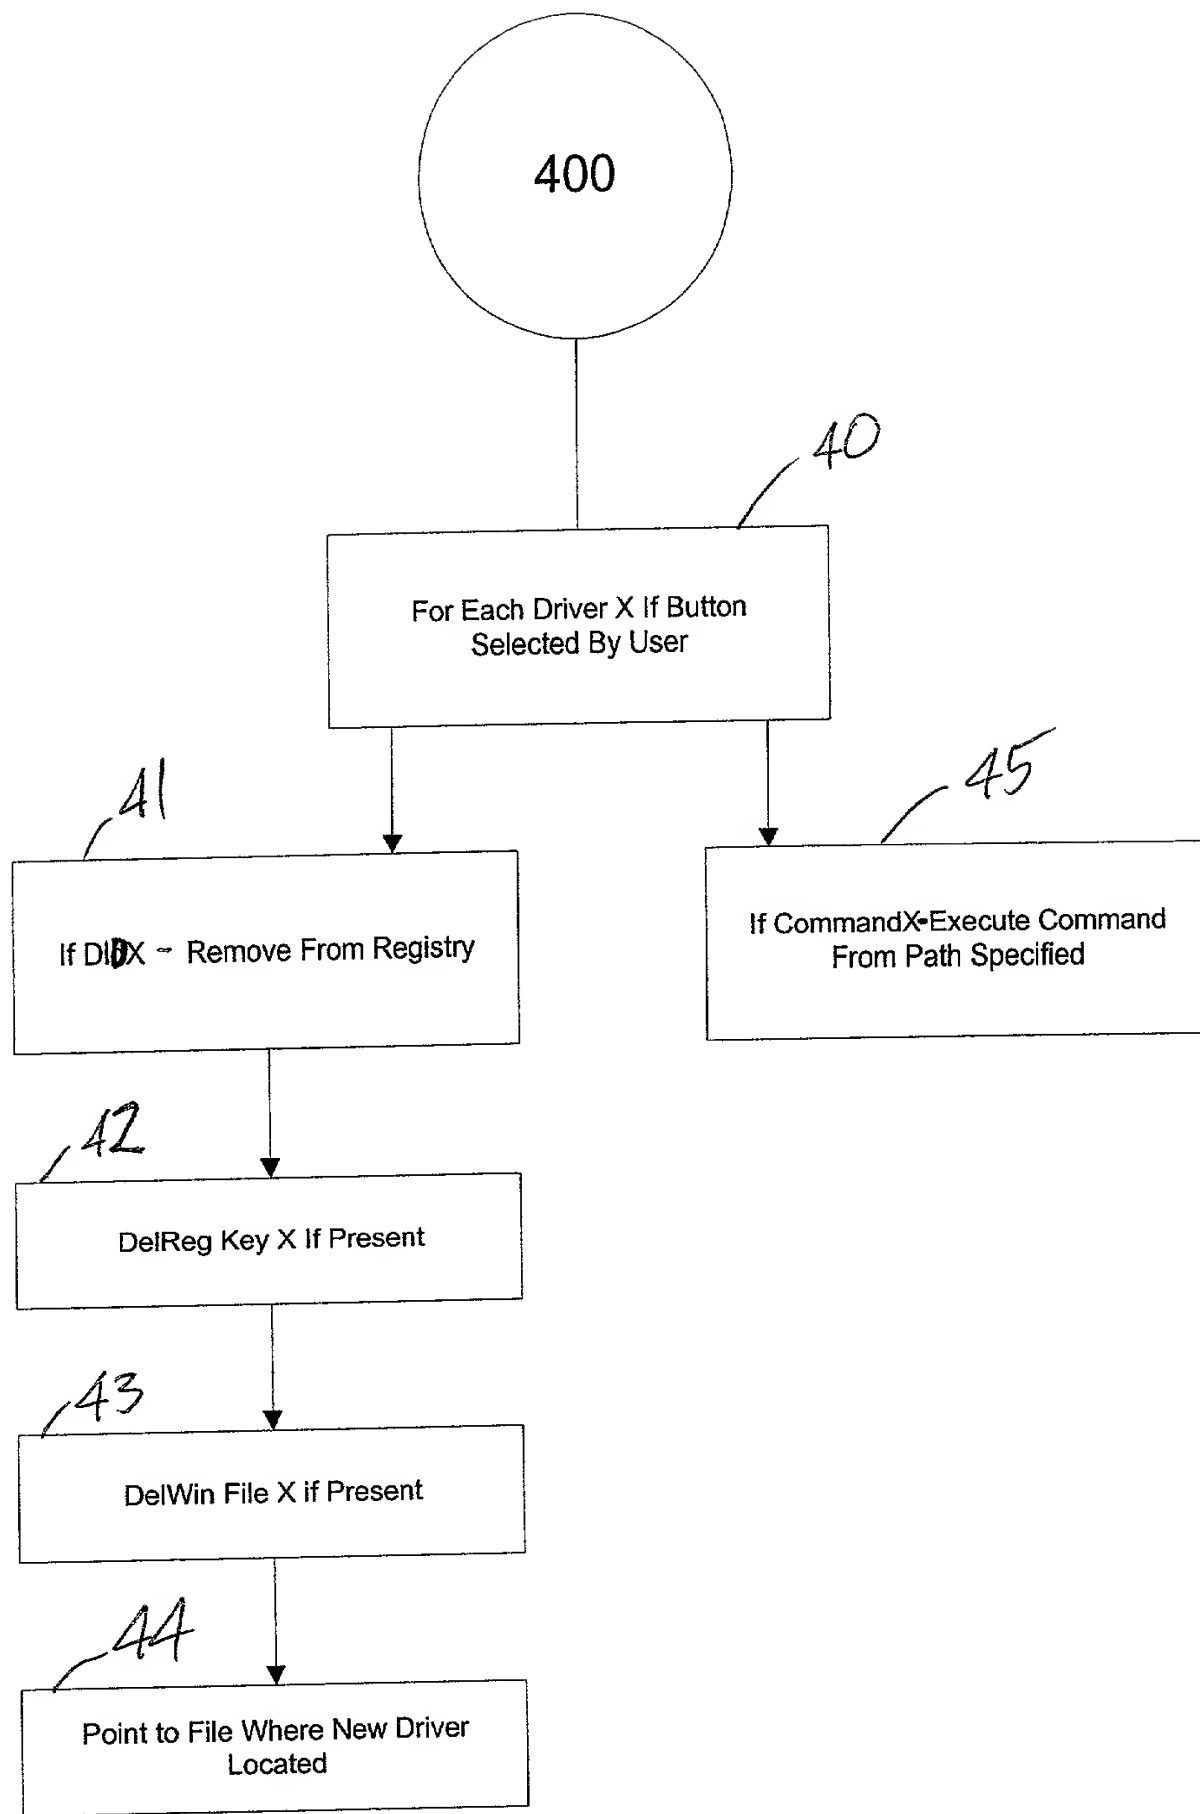 400
40
For Each Driver X If Button
Selected By User
41
45
If DIDX - Remove From Registry
If CommandX-Execute Command
From Path Specified
42
DelReg Key X If Present
43
DelWin File X if Present
44
Point to File Where New Driver
Located